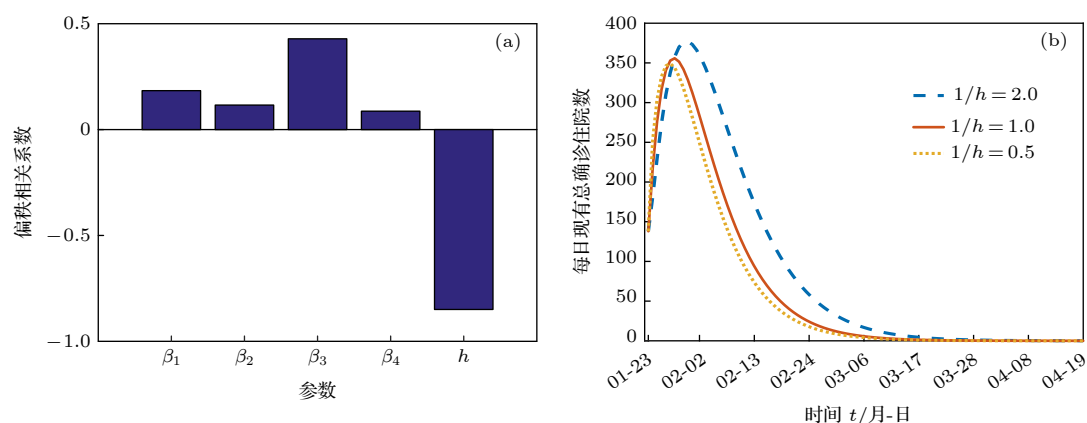 (a)
偏秩相关系数
0.5
0
−0.5
−1.0
β₁ β₂ β₃ β₄ h
参数
(b)
每日现有总确诊住院数
400
350
300
250
200
150
100
50
0
1/h = 2.0
1/h = 1.0
1/h = 0.5
01-23 02-02 02-13 02-24 03-06 03-17 03-28 04-08 04-19
时间 t/月-日